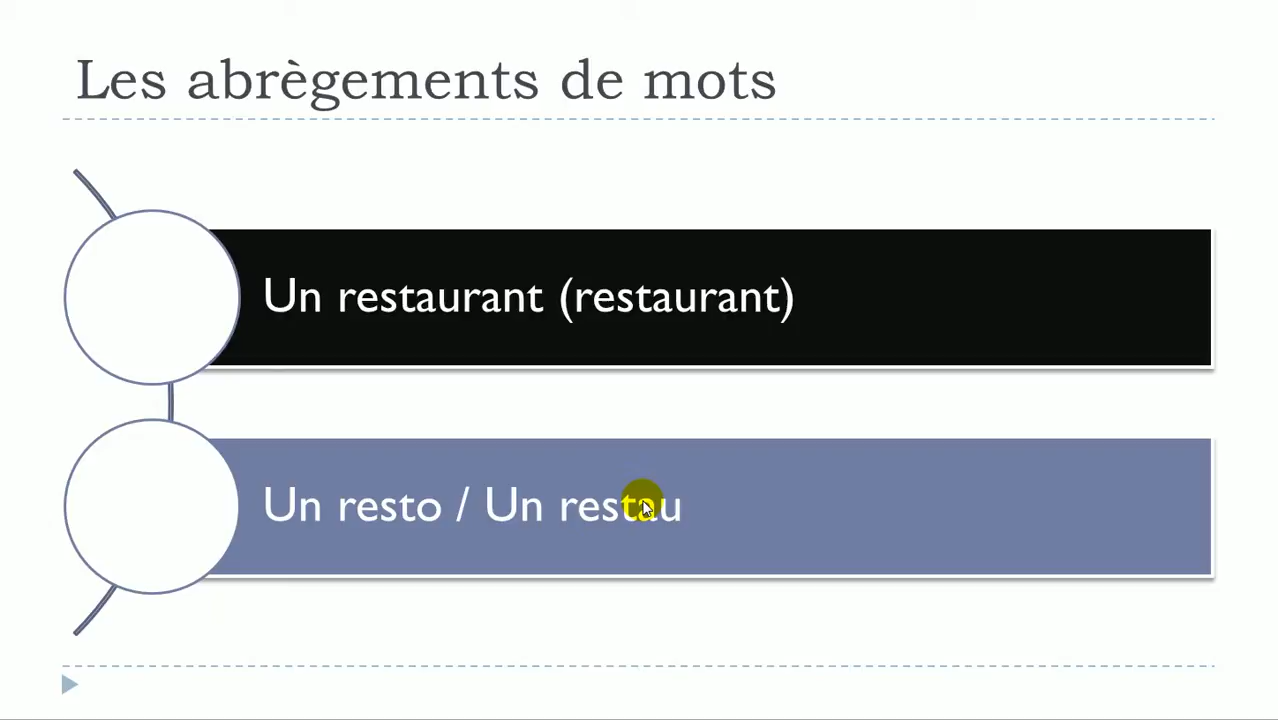 Les abrègements de mots
Un restaurant (restaurant)
Un resto / Un restau